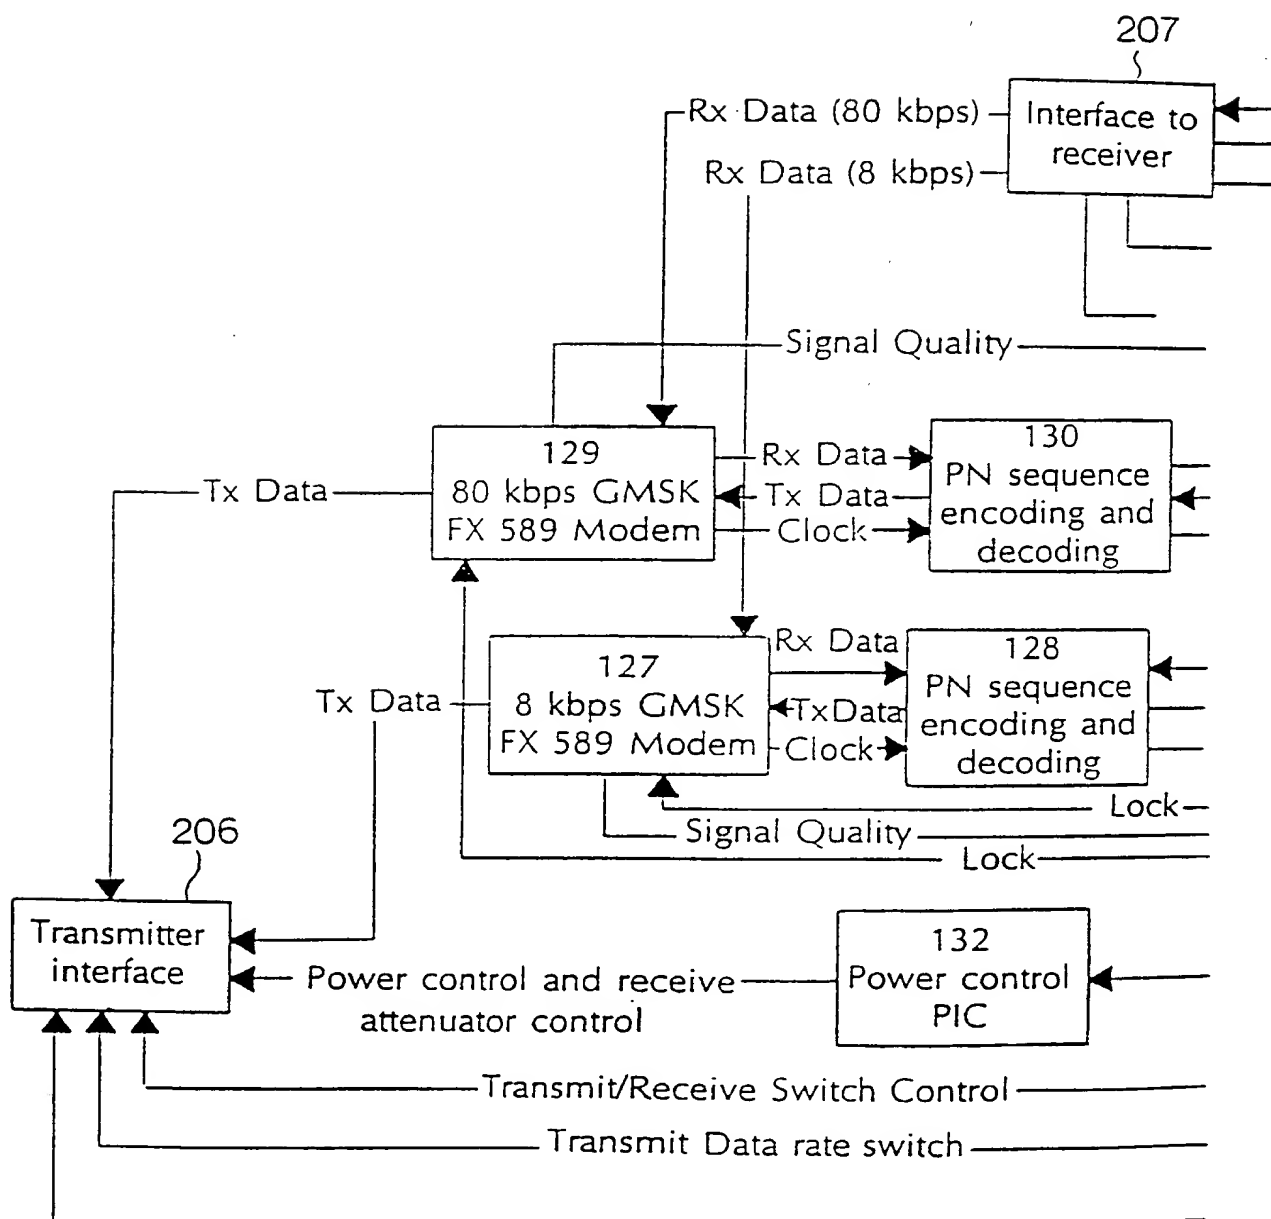 207
Rx Data (80 kbps)
Interface to
receiver
Rx Data (8 kbps)
Signal Quality
129
80 kbps GMSK
FX 589 Modem
Rx Data
Tx Data
Clock
130
PN sequence
encoding and
decoding
Tx Data
127
8 kbps GMSK
FX 589 Modem
Rx Data
TxData
Clock
128
PN sequence
encoding and
decoding
Tx Data
Lock
Signal Quality
Lock
206
Transmitter
interface
Power control and receive
attenuator control
132
Power control
PIC
Transmit/Receive Switch Control
Transmit Data rate switch